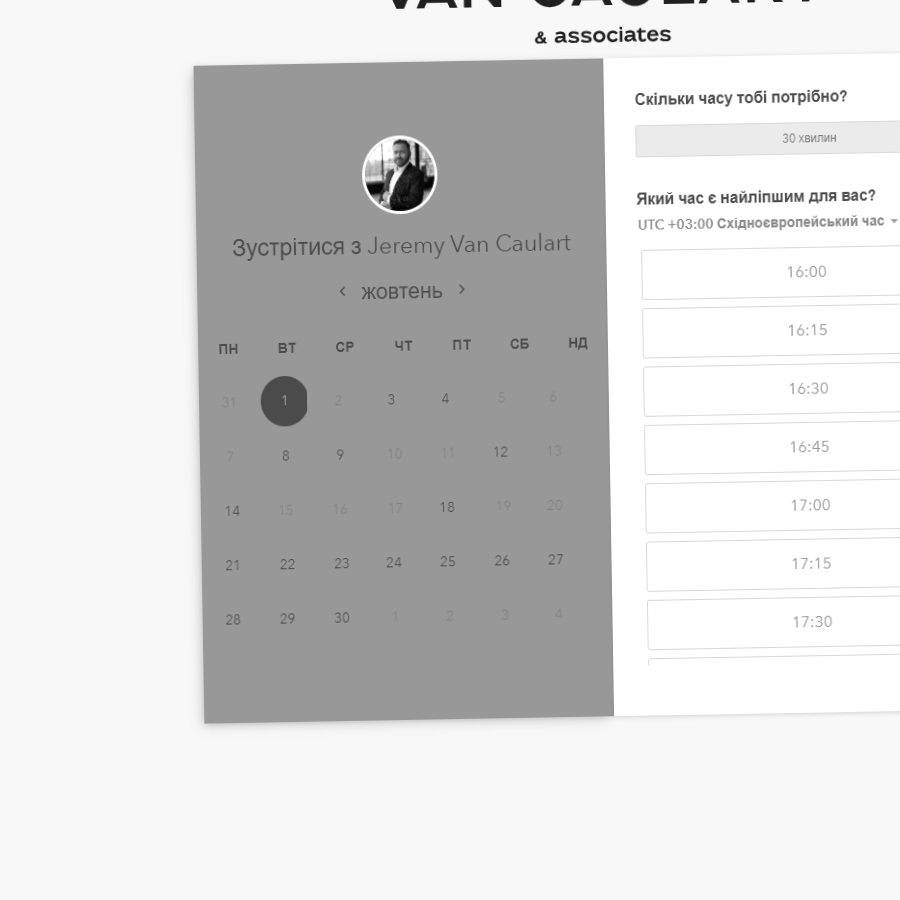 VAN CAULART
& associates
Зустрітися з Jeremy Van Caulart
жовтень
ПН ВТ СР ЧТ ПТ СБ НД
31 1 2 3 4 5 6
7 8 9 10 11 12 13
14 15 16 17 18 19 20
21 22 23 24 25 26 27
28 29 30 1 2 3 4
Скільки часу тобі потрібно?
30 хвилин
Який час є найліпшим для вас?
UTC +03:00 Східноєвропейський час
16:00
16:15
16:30
16:45
17:00
17:15
17:30